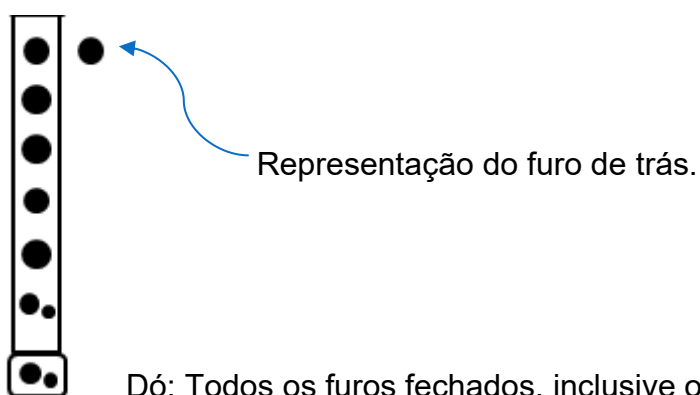 Representação do furo de trás.
Dó: Todos os furos fechados, inclusive o